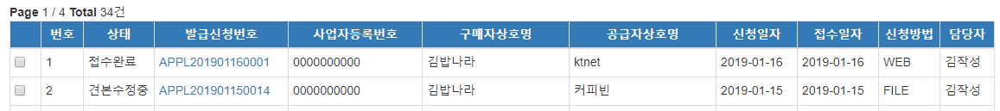 Page 1 / 4 Total 34건
번호 상태 발급신청번호 사업자등록번호 구매자상호명 공급자상호명 신청일자 접수일자 신청방법 담당자
1 접수완료 APPL201901160001 0000000000 김밥나라 ktnet 2019-01-16 2019-01-16 WEB 김작성
2 견본수정중 APPL201901150014 0000000000 김밥나라 커피빈 2019-01-15 2019-01-15 FILE 김작성